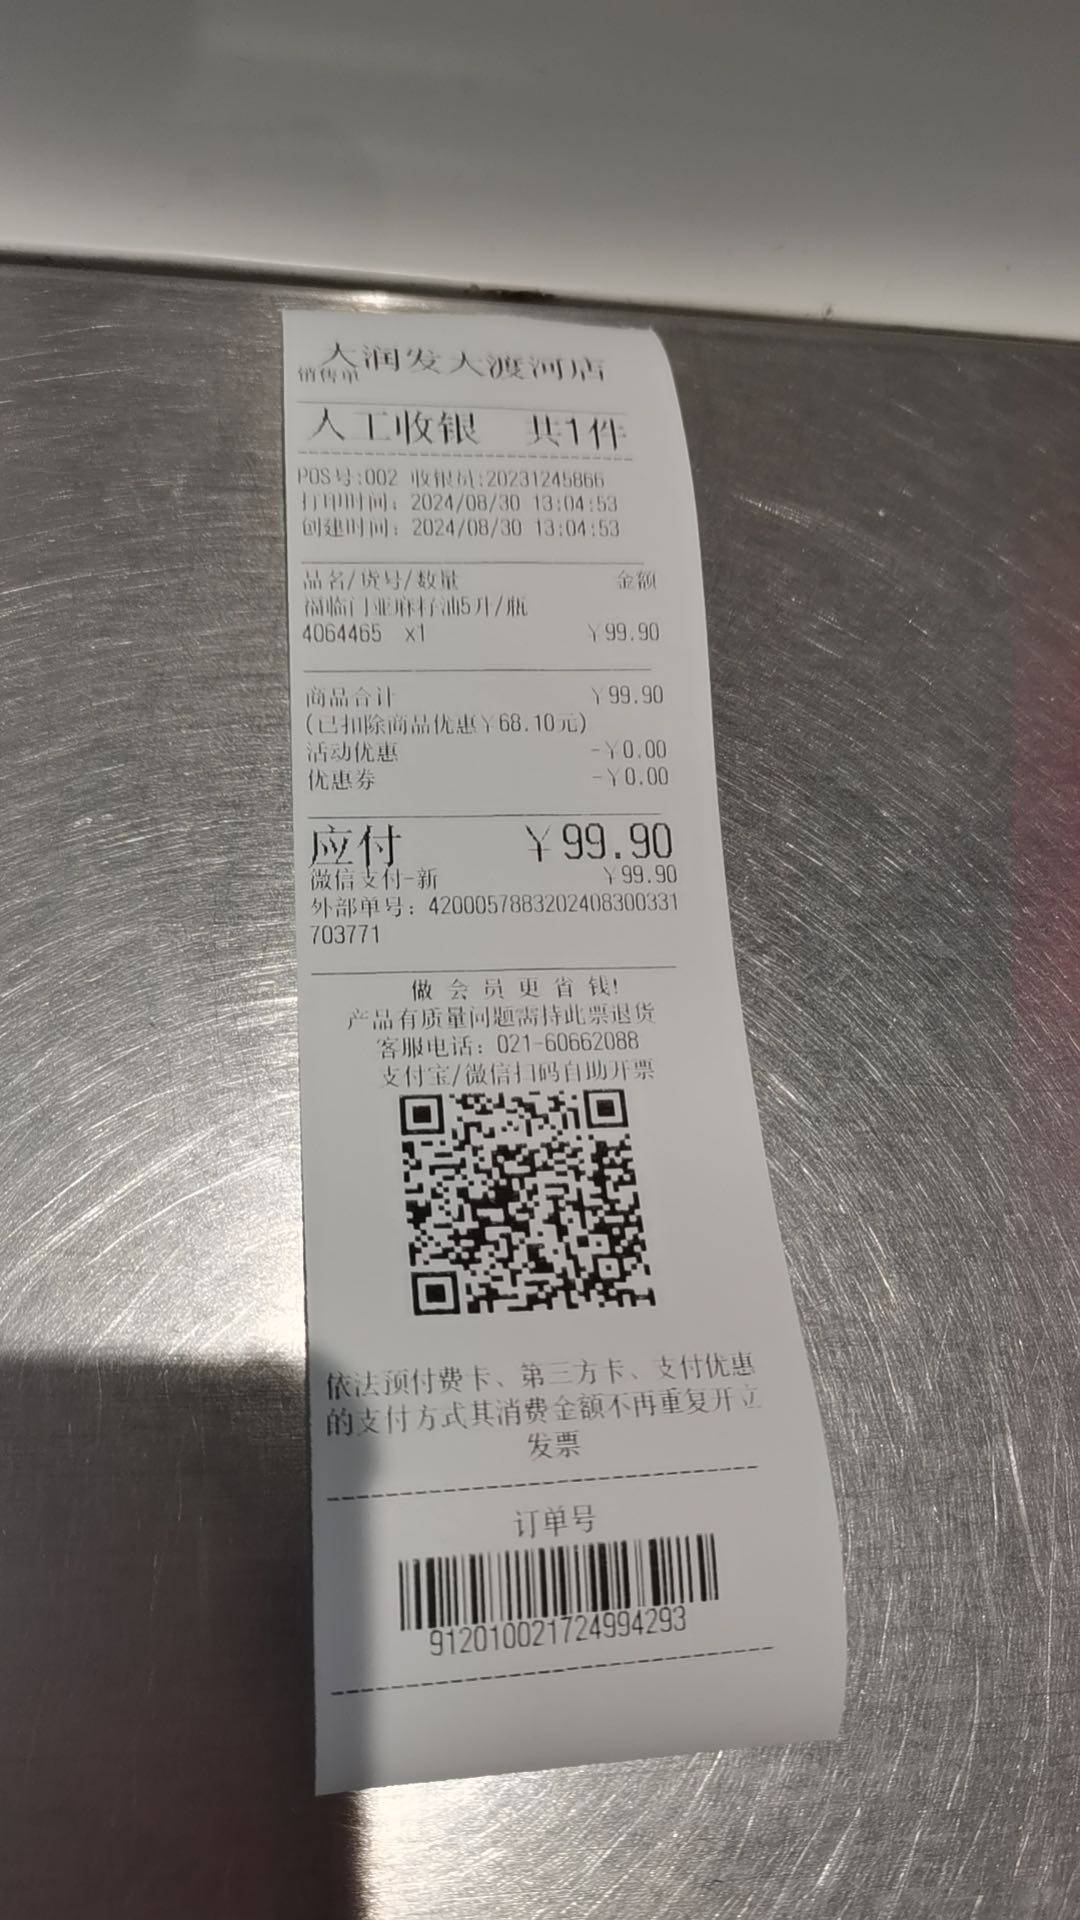 大润发大渡河店
销售单
人工收银 共1件
POS号:002 收银员:20231245866
打印时间: 2024/08/30 13:04:53
创建时间: 2024/08/30 13:04:53
品名/货号/数量 金额
福临门亚麻籽油5升/瓶
4064465 x1 ¥99.90
商品合计 ¥99.90
(已扣除商品优惠¥68.10元)
活动优惠 -¥0.00
优惠券 -¥0.00
应付 ¥99.90
微信支付-新 ¥99.90
外部单号: 4200057883202408300331
703771
做会员更省钱!
产品有质量问题需持此票退货
客服电话: 021-60662088
支付宝/微信扫码自助开票
依法预付费卡、第三方卡、支付优惠
的支付方式其消费金额不再重复开立
发票
订单号
912010021724994293